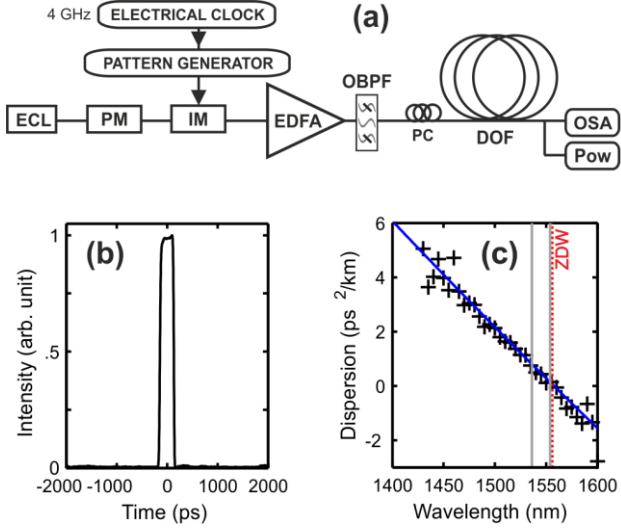 4 GHz ELECTRICAL CLOCK (a)
PATTERN GENERATOR
OBPF
ECL PM IM EDFA PC DOF OSA
Pow
(b)
Intensity (arb. unit)
1
.5
0
-2000 -1000 0 1000 2000
Time (ps)
(c)
ZDW
Dispersion (ps ²/km)
6
4
2
0
-2
1400 1450 1500 1550 1600
Wavelength (nm)